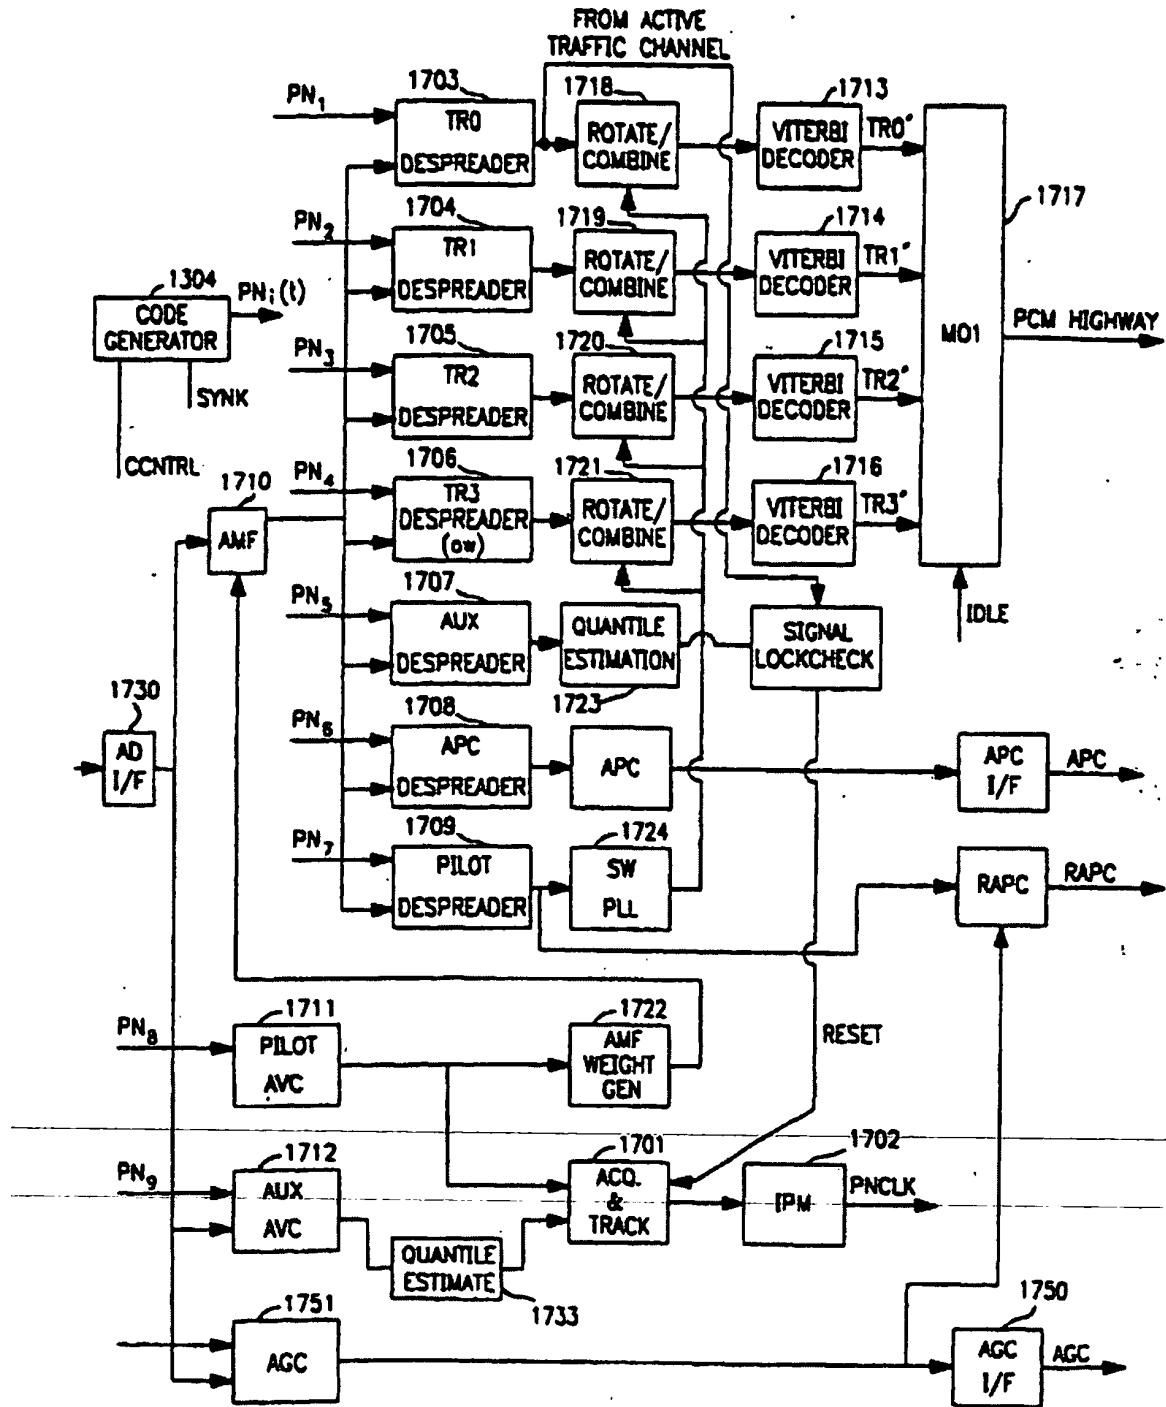 FROM ACTIVE
TRAFFIC CHANNEL
PN1
1703
TR0
DESPREADER
1718
ROTATE/
COMBINE
1713
VITERBI
DECODER
TR0'
MO1
1717
PCM HIGHWAY
IDLE
PN2
1704
TR1
DESPREADER
1719
ROTATE/
COMBINE
1714
VITERBI
DECODER
TR1'
1304
CODE
GENERATOR
PNi(t)
SYNK
CCNTRL
PN3
1705
TR2
DESPREADER
1720
ROTATE/
COMBINE
1715
VITERBI
DECODER
TR2'
PN4
1706
TR3
DESPREADER
(OW)
1721
ROTATE/
COMBINE
1716
VITERBI
DECODER
TR3'
1710
AMF
PN5
1707
AUX
DESPREADER
QUANTILE
ESTIMATION
1723
SIGNAL
LOCKCHECK
1730
AD
I/F
PN6
1708
APC
DESPREADER
APC
APC
I/F
APC
PN7
1709
PILOT
DESPREADER
1724
SW
PLL
RAPC
RAPC
PN8
1711
PILOT
AVC
1722
AMF
WEIGHT
GEN
RESET
PN9
1712
AUX
AVC
1701
ACQ.
&
TRACK
1702
IPM
PNCLK
QUANTILE
ESTIMATE
1733
1751
AGC
1750
AGC
I/F
AGC